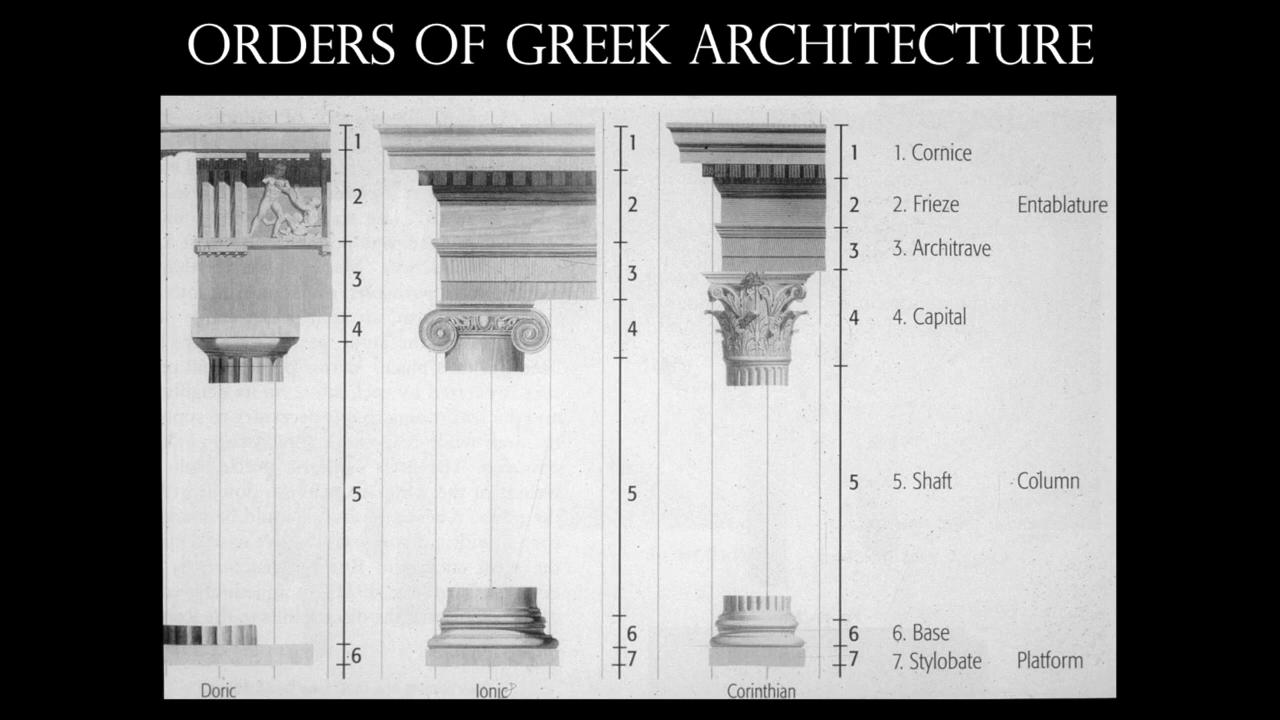 ORDERS OF GREEK ARCHITECTURE
1 1 1 1. Cornice
2 2 2 2. Frieze Entablature
3 3 3 3. Architrave
4 4 4 4. Capital
5 5 5 5. Shaft Column
6 6 6 6. Base
7 7 7. Stylobate Platform
Doric Ionic Corinthian